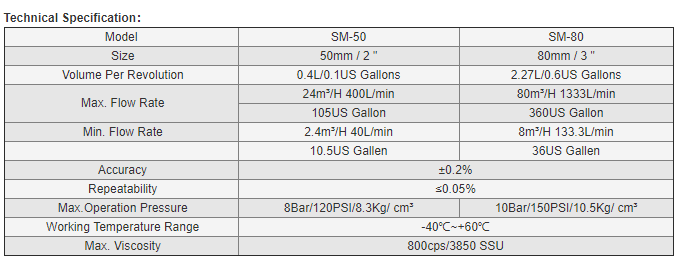 Technical Specification:
Model SM-50 SM-80
Size 50mm / 2 " 80mm / 3 "
Volume Per Revolution 0.4L/0.1US Gallons 2.27L/0.6US Gallons
Max. Flow Rate 24m³/H 400L/min 80m³/H 1333L/min
105US Gallon 360US Gallon
Min. Flow Rate 2.4m³/H 40L/min 8m³/H 133.3L/min
10.5US Gallen 36US Gallen
Accuracy ±0.2%
Repeatability ≤0.05%
Max.Operation Pressure 8Bar/120PSI/8.3Kg/ cm³ 10Bar/150PSI/10.5Kg/ cm³
Working Temperature Range -40℃~+60℃
Max. Viscosity 800cps/3850 SSU